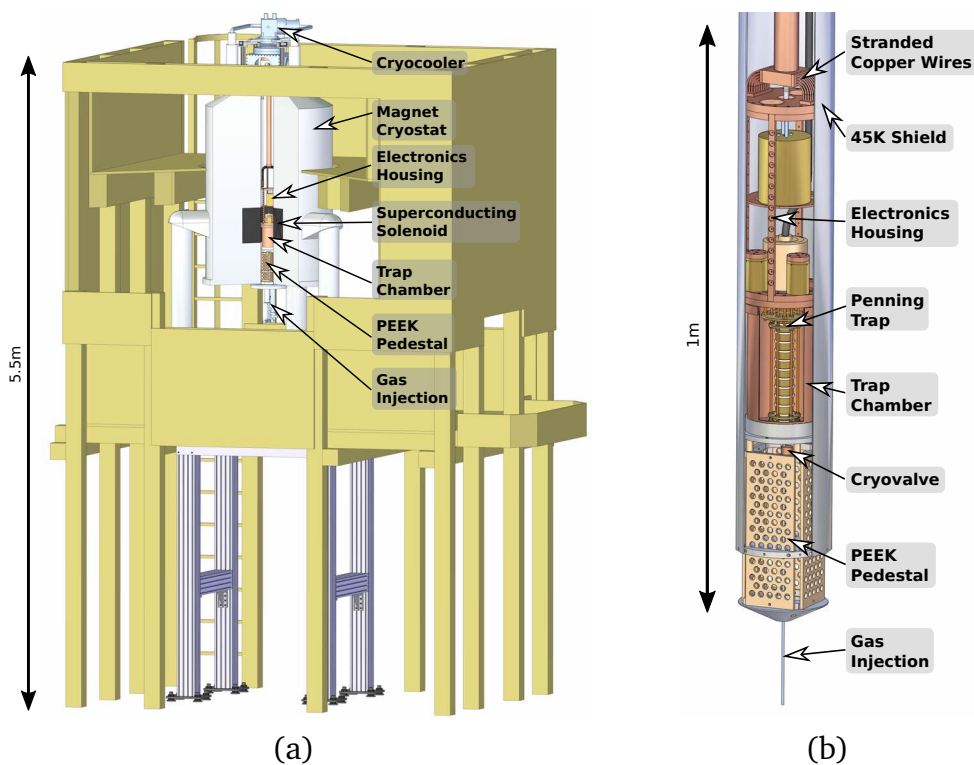 Cryocooler
Magnet
Cryostat
Electronics
Housing
Superconducting
Solenoid
Trap
Chamber
PEEK
Pedestal
Gas
Injection
5.5m
(a)
Stranded
Copper Wires
45K Shield
Electronics
Housing
Penning
Trap
Trap
Chamber
Cryovalve
PEEK
Pedestal
Gas
Injection
1m
(b)